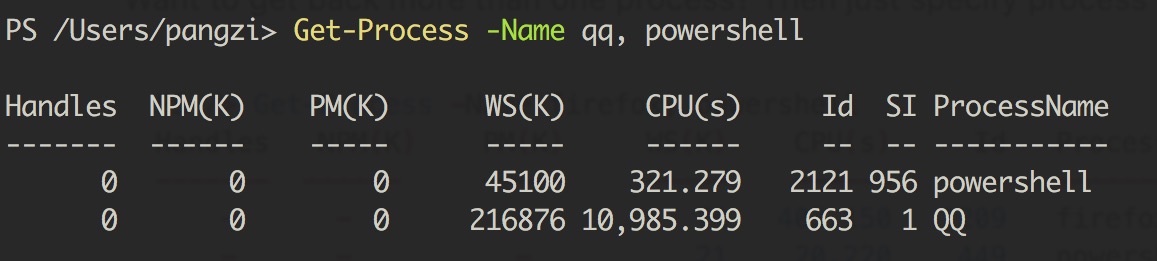 PS /Users/pangzi> Get-Process -Name qq, powershell
Handles NPM(K) PM(K) WS(K) CPU(s) Id SI ProcessName
------- ------ ----- ----- ------ -- -- -----------
0 0 0 45100 321.279 2121 956 powershell
0 0 0 216876 10,985.399 663 1 QQ